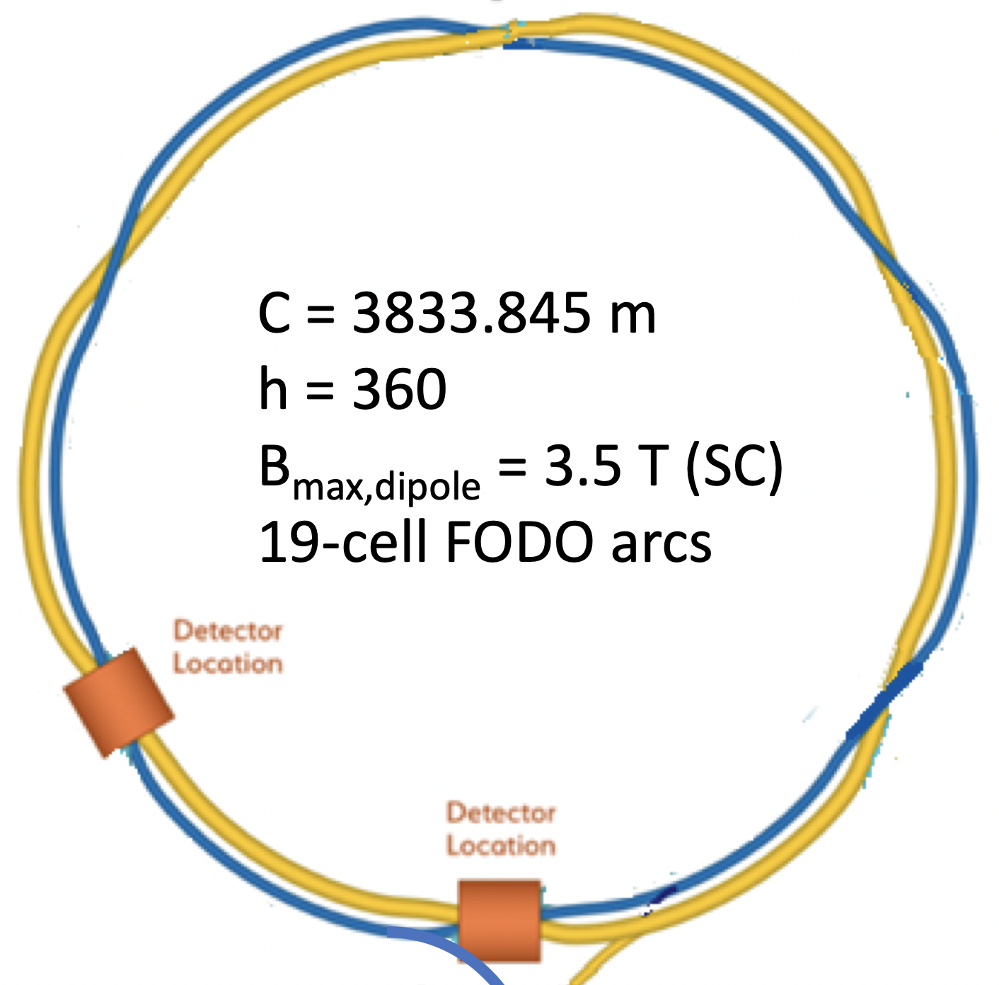 C = 3833.845 m
h = 360
Bmax,dipole = 3.5 T (SC)
19-cell FODO arcs
Detector
Location
Detector
Location